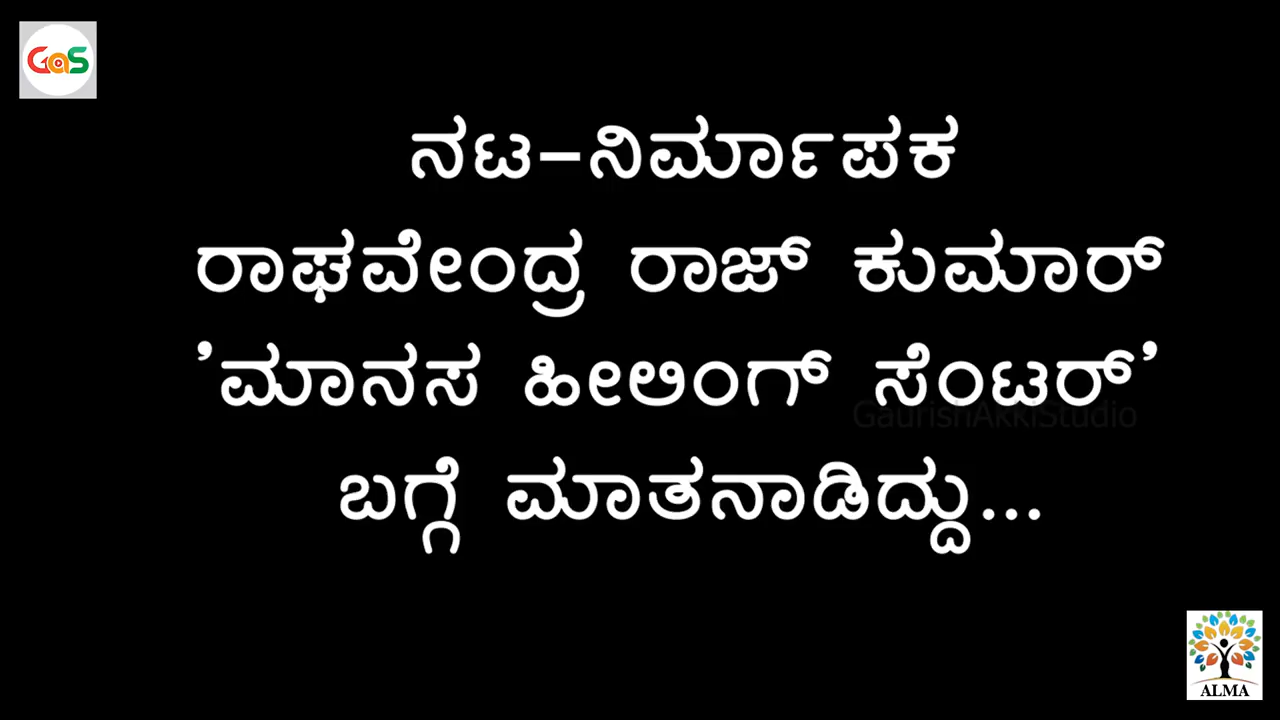 GaS
ನಟ-ನಿರ್ಮಾಪಕ
ರಾಘವೇಂದ್ರ ರಾಜ್ ಕುಮಾರ್
'ಮಾನಸ ಹೀಲಿಂಗ್ ಸೆಂಟರ್'
GaurishAkkiStudio
ಬಗ್ಗೆ ಮಾತನಾಡಿದ್ದು...
ALMA